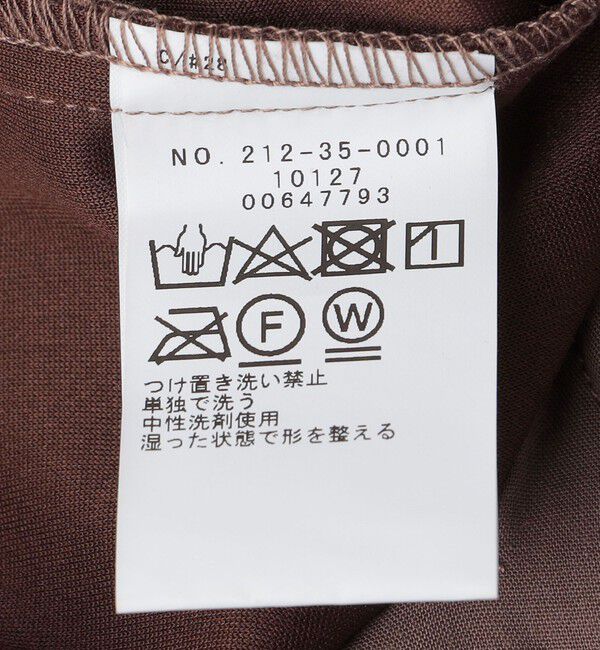 C/#28
NO. 212-35-0001
10127
00647793
F W
つけ置き洗い禁止
単独で洗う
中性洗剤使用
湿った状態で形を整える